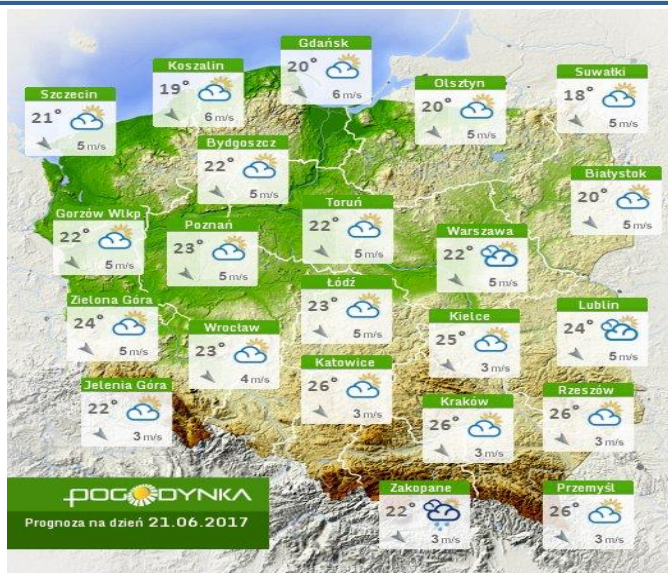 Gdańsk
20° 6 m/s
Koszalin
19° 6 m/s
Suwałki
18° 5 m/s
Olsztyn
20° 5 m/s
Szczecin
21° 5 m/s
Bydgoszcz
22° 5 m/s
Białystok
20° 5 m/s
Toruń
22° 5 m/s
Gorzów Wlkp
22° 5 m/s
Poznań
23° 5 m/s
Warszawa
22° 5 m/s
Łódź
23° 5 m/s
Zielona Góra
24° 5 m/s
Lublin
24° 5 m/s
Kielce
25° 3 m/s
Wrocław
23° 4 m/s
Katowice
26° 3 m/s
Jelenia Góra
22° 3 m/s
Rzeszów
26° 3 m/s
Kraków
26° 3 m/s
Zakopane
22° 3 m/s
Przemyśl
26° 3 m/s
POGODYNKA
Prognoza na dzień 21.06.2017